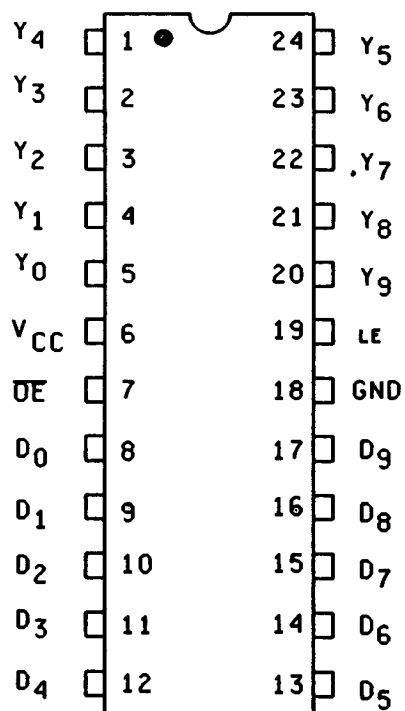 Y4 1 24 Y5
Y3 2 23 Y6
Y2 3 22 .Y7
Y1 4 21 Y8
Y0 5 20 Y9
VCC 6 19 LE
O̅E̅ 7 18 GND
D0 8 17 D9
D1 9 16 D8
D2 10 15 D7
D3 11 14 D6
D4 12 13 D5